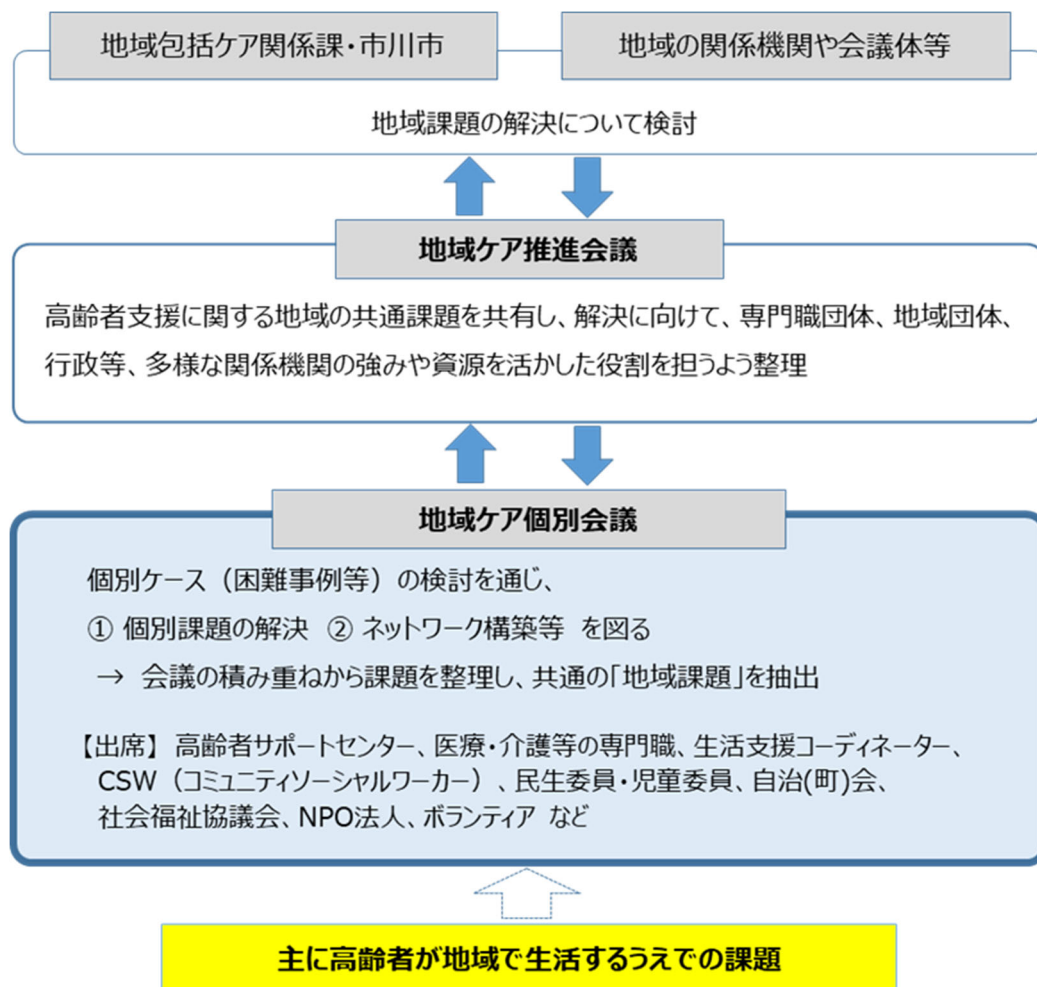 地域包括ケア関係課・市川市
地域の関係機関や会議体等
地域課題の解決について検討
地域ケア推進会議
高齢者支援に関する地域の共通課題を共有し、解決に向けて、専門職団体、地域団体、
行政等、多様な関係機関の強みや資源を活かした役割を担うよう整理
地域ケア個別会議
個別ケース（困難事例等）の検討を通じ、
① 個別課題の解決 ② ネットワーク構築等 を図る
→ 会議の積み重ねから課題を整理し、共通の「地域課題」を抽出
【出席】 高齢者サポートセンター、医療・介護等の専門職、生活支援コーディネーター、
CSW（コミュニティソーシャルワーカー）、民生委員・児童委員、自治(町)会、
社会福祉協議会、NPO法人、ボランティア など
主に高齢者が地域で生活するうえでの課題